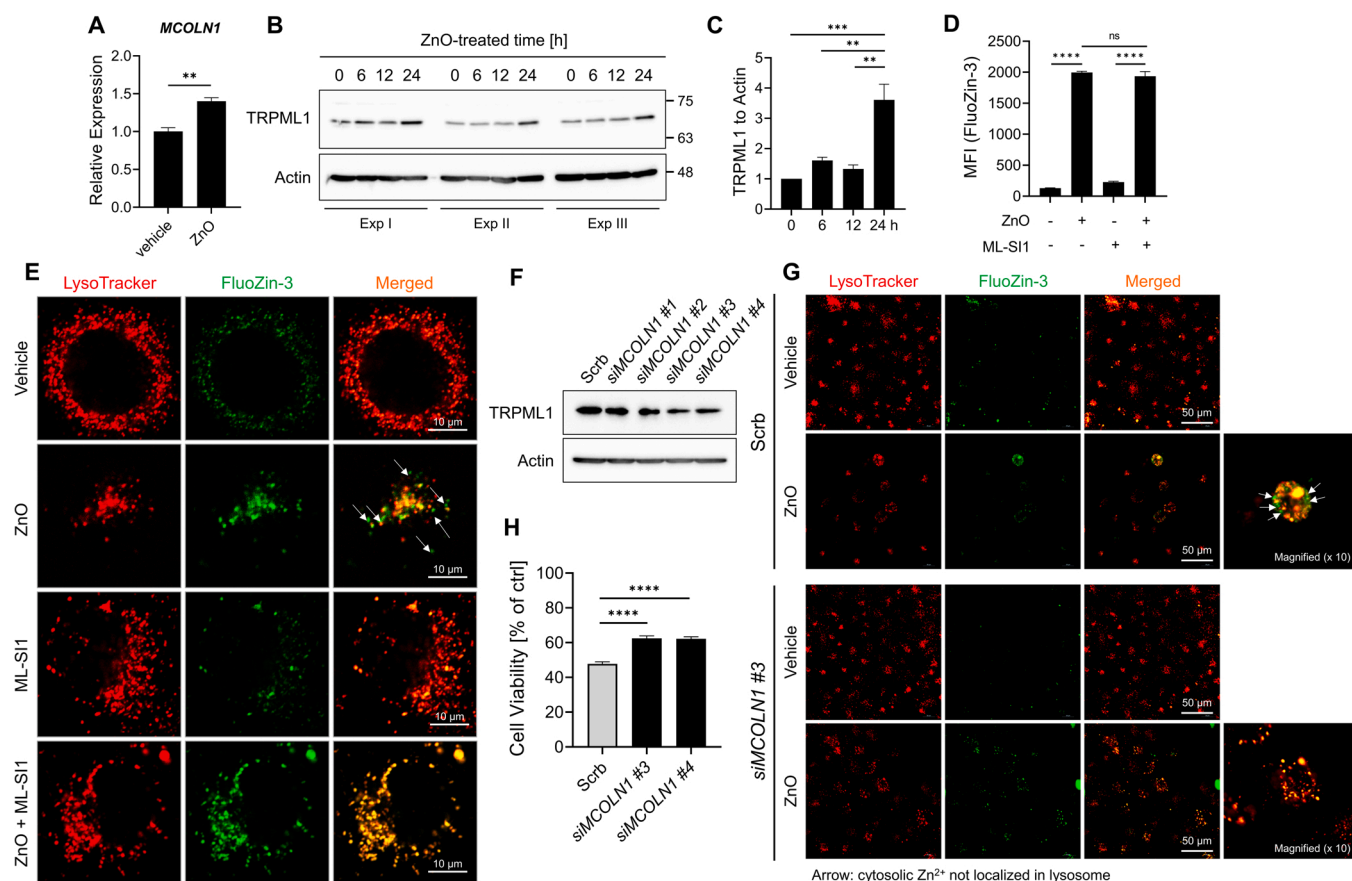 A
MCOLN1
Relative Expression
2.0
1.5
1.0
0.5
0.0
**
vehicle
ZnO
B
ZnO-treated time [h]
0 6 12 24 0 6 12 24 0 6 12 24
TRPML1
75
63
Actin
48
Exp I Exp II Exp III
C
TRPML1 to Actin
5
4
3
2
1
0
***
**
**
0 6 12 24 h
D
MFI (FluoZin-3)
2500
2000
1500
1000
500
0
ns
**** ****
ZnO - + - +
ML-SI1 - - + +
E
LysoTracker FluoZin-3 Merged
Vehicle
10 µm
ZnO
10 µm
ML-SI1
10 µm
ZnO + ML-SI1
10 µm
F
Scrb
siMCOLN1 #1
siMCOLN1 #2
siMCOLN1 #3
siMCOLN1 #4
TRPML1
Actin
H
Cell Viability [% of ctrl]
100
80
60
40
20
0
****
****
Scrb
siMCOLN1 #3
siMCOLN1 #4
G
LysoTracker FluoZin-3 Merged
Scrb
Vehicle
50 µm
ZnO
50 µm
Magnified (x 10)
siMCOLN1 #3
Vehicle
50 µm
ZnO
50 µm
Magnified (x 10)
Arrow: cytosolic Zn²⁺ not localized in lysosome